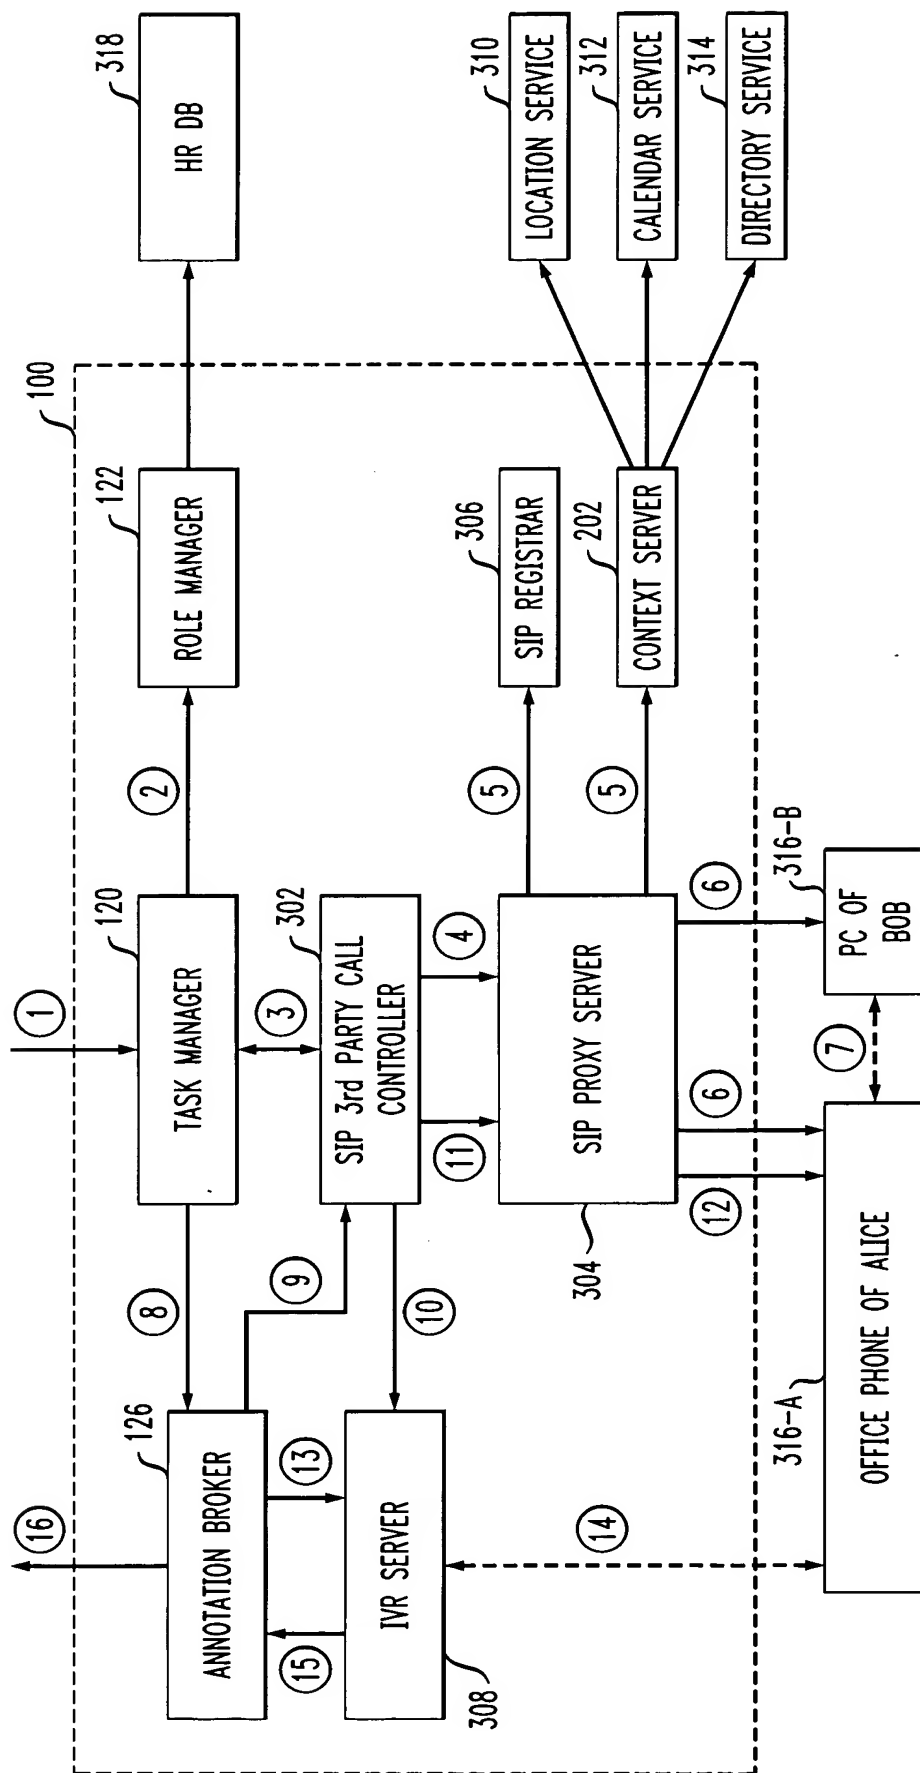 100
1
16
TASK MANAGER
120
2
ROLE MANAGER
122
HR DB
318
8
ANNOTATION BROKER
126
3
9
SIP 3rd PARTY CALL
CONTROLLER
302
13
15
IVR SERVER
308
10
4
11
SIP PROXY SERVER
304
5
SIP REGISTRAR
306
5
CONTEXT SERVER
202
LOCATION SERVICE
310
CALENDAR SERVICE
312
DIRECTORY SERVICE
314
6
6
12
14
7
OFFICE PHONE OF ALICE
316-A
PC OF
BOB
316-B